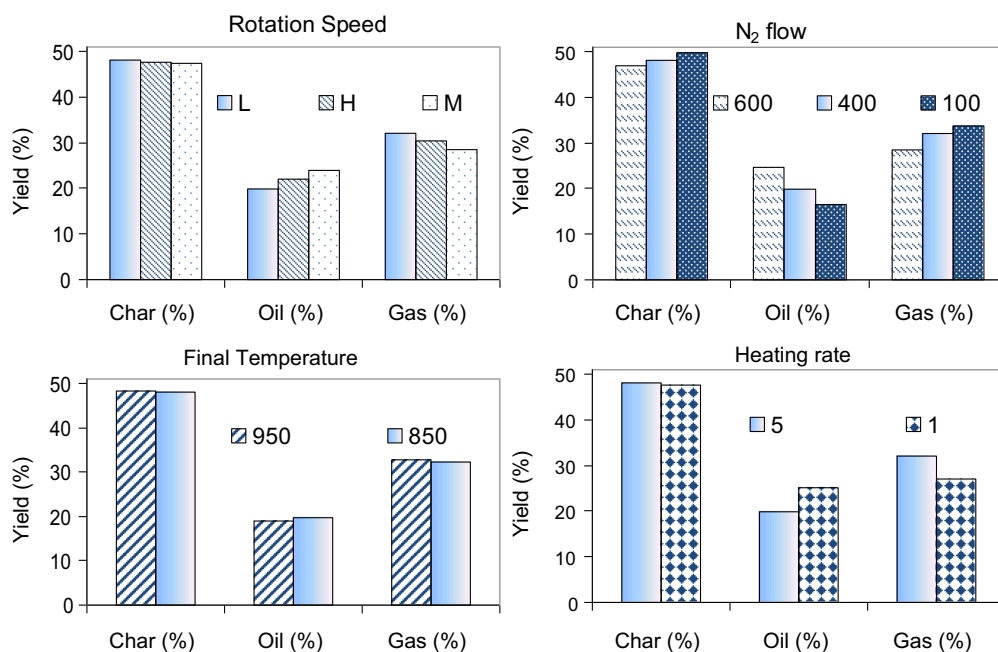 Rotation Speed
50
40
30
20
10
0
Yield (%)
L H M
Char (%) Oil (%) Gas (%)
N₂ flow
50
40
30
20
10
0
Yield (%)
600 400 100
Char (%) Oil (%) Gas (%)
Final Temperature
50
40
30
20
10
0
Yield (%)
950 850
Char (%) Oil (%) Gas (%)
Heating rate
50
40
30
20
10
0
Yield (%)
5 1
Char (%) Oil (%) Gas (%)